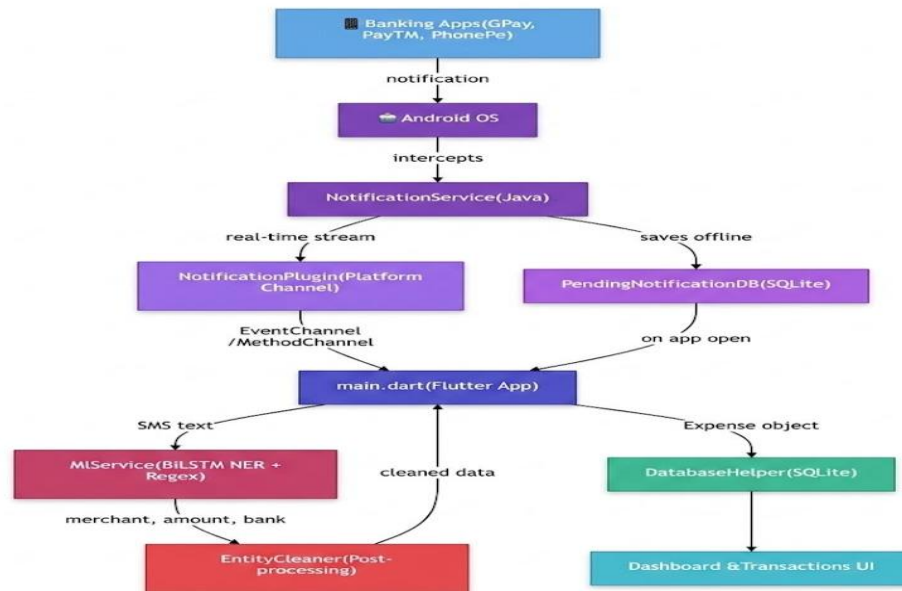 Banking Apps(GPay,
PayTM, PhonePe)
notification
Android OS
intercepts
NotificationService(Java)
real-time stream
saves offline
NotificationPlugin(Platform
Channel)
PendingNotificationDB(SQLite)
EventChannel
/MethodChannel
on app open
main.dart(Flutter App)
SMS text
Expense object
MlService(BiLSTM NER +
Regex)
cleaned data
DatabaseHelper(SQLite)
merchant, amount, bank
EntityCleaner(Post-
processing)
Dashboard &Transactions UI